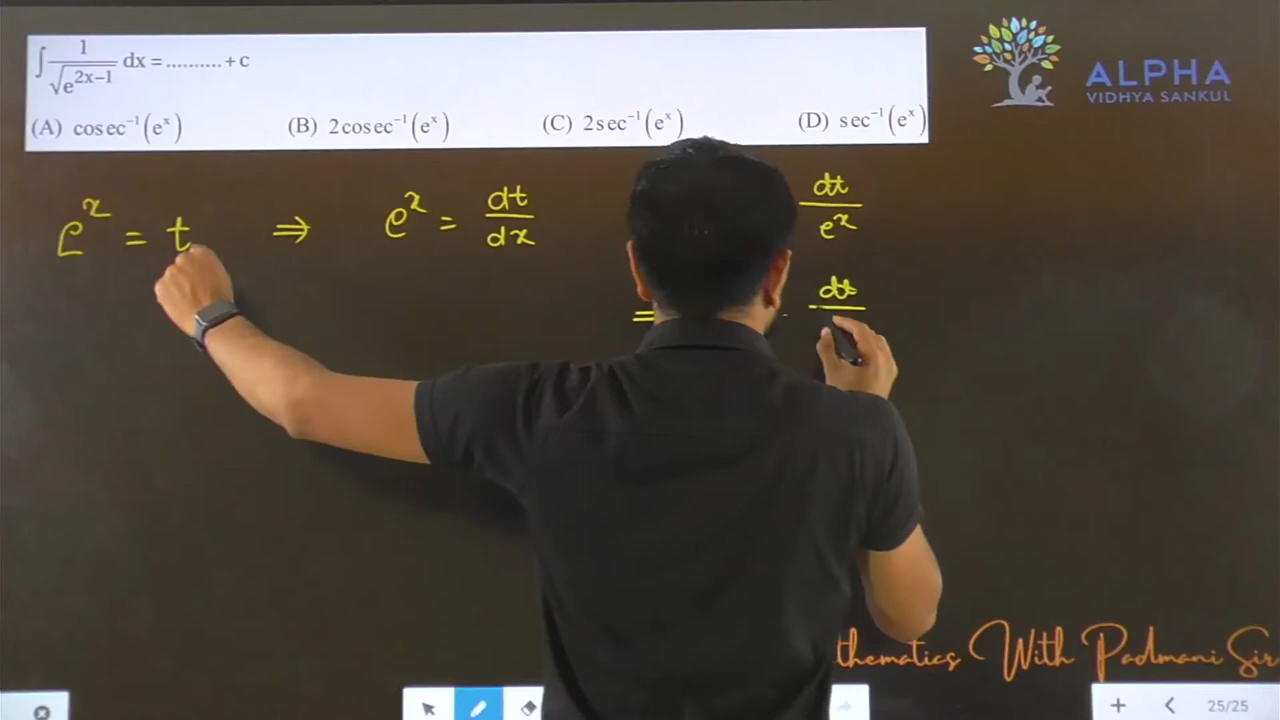 ∫ 1/√e^{2x-1} dx = .......... + c
(A) cosec⁻¹(eˣ) (B) 2cosec⁻¹(eˣ) (C) 2sec⁻¹(eˣ) (D) sec⁻¹(eˣ)
ALPHA
VIDHYA SANKUL
eˣ = t ⇒ eˣ = dt/dx dt/eˣ
= dt
thematics With Padmani Sir
25/25